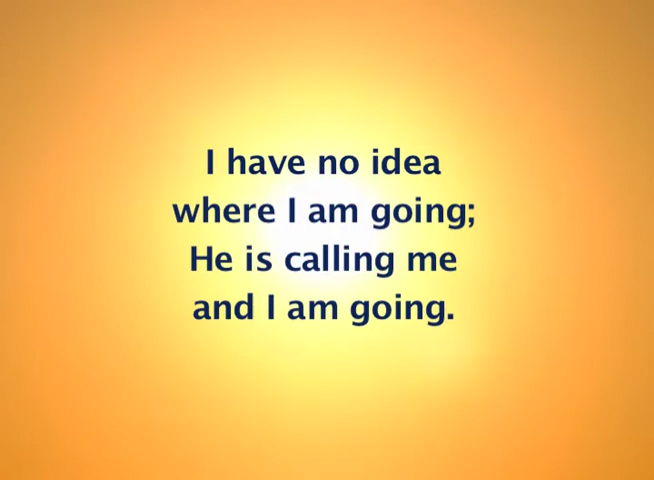 I have no idea
where I am going;
He is calling me
and I am going.